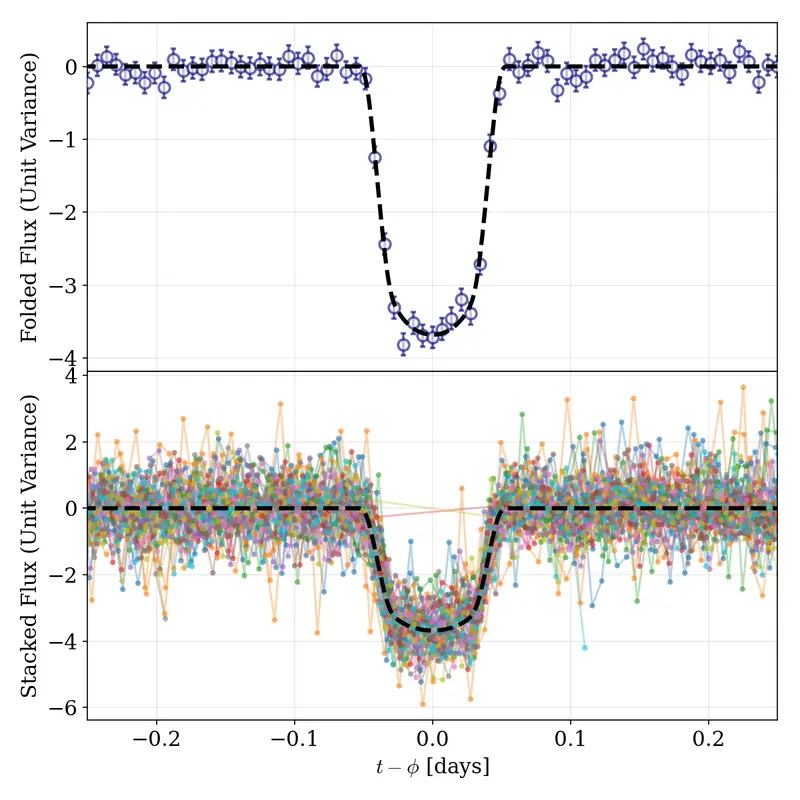 Folded Flux (Unit Variance)
0
−1
−2
−3
−4
Stacked Flux (Unit Variance)
4
2
0
−2
−4
−6
−0.2 −0.1 0.0 0.1 0.2
t − ϕ [days]